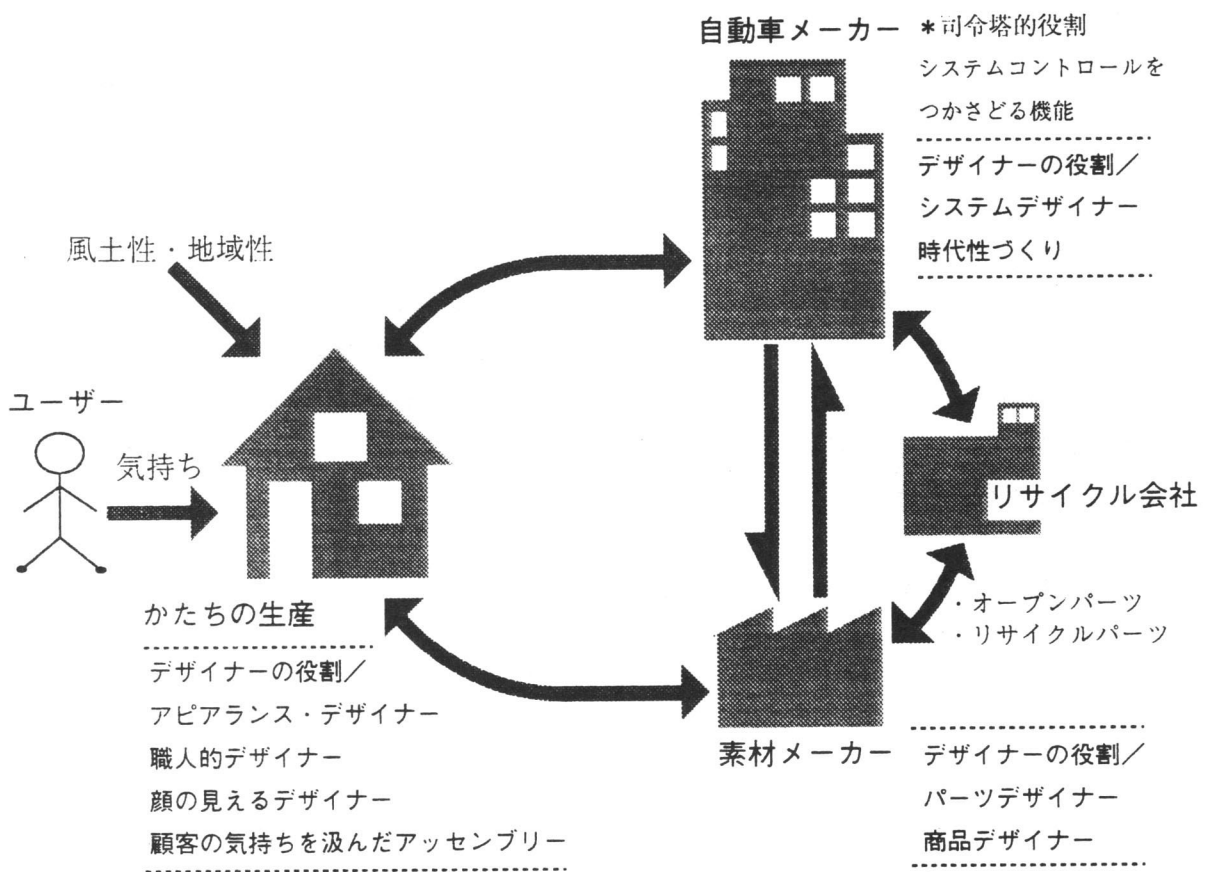 自動車メーカー
*司令塔的役割
システムコントロールを
つかさどる機能
デザイナーの役割／
システムデザイナー
時代性づくり
風土性・地域性
ユーザー
気持ち
リサイクル会社
・オープンパーツ
・リサイクルパーツ
かたちの生産
デザイナーの役割／
アピアランス・デザイナー
職人的デザイナー
顔の見えるデザイナー
顧客の気持ちを汲んだアッセンブリー
素材メーカー
デザイナーの役割／
パーツデザイナー
商品デザイナー